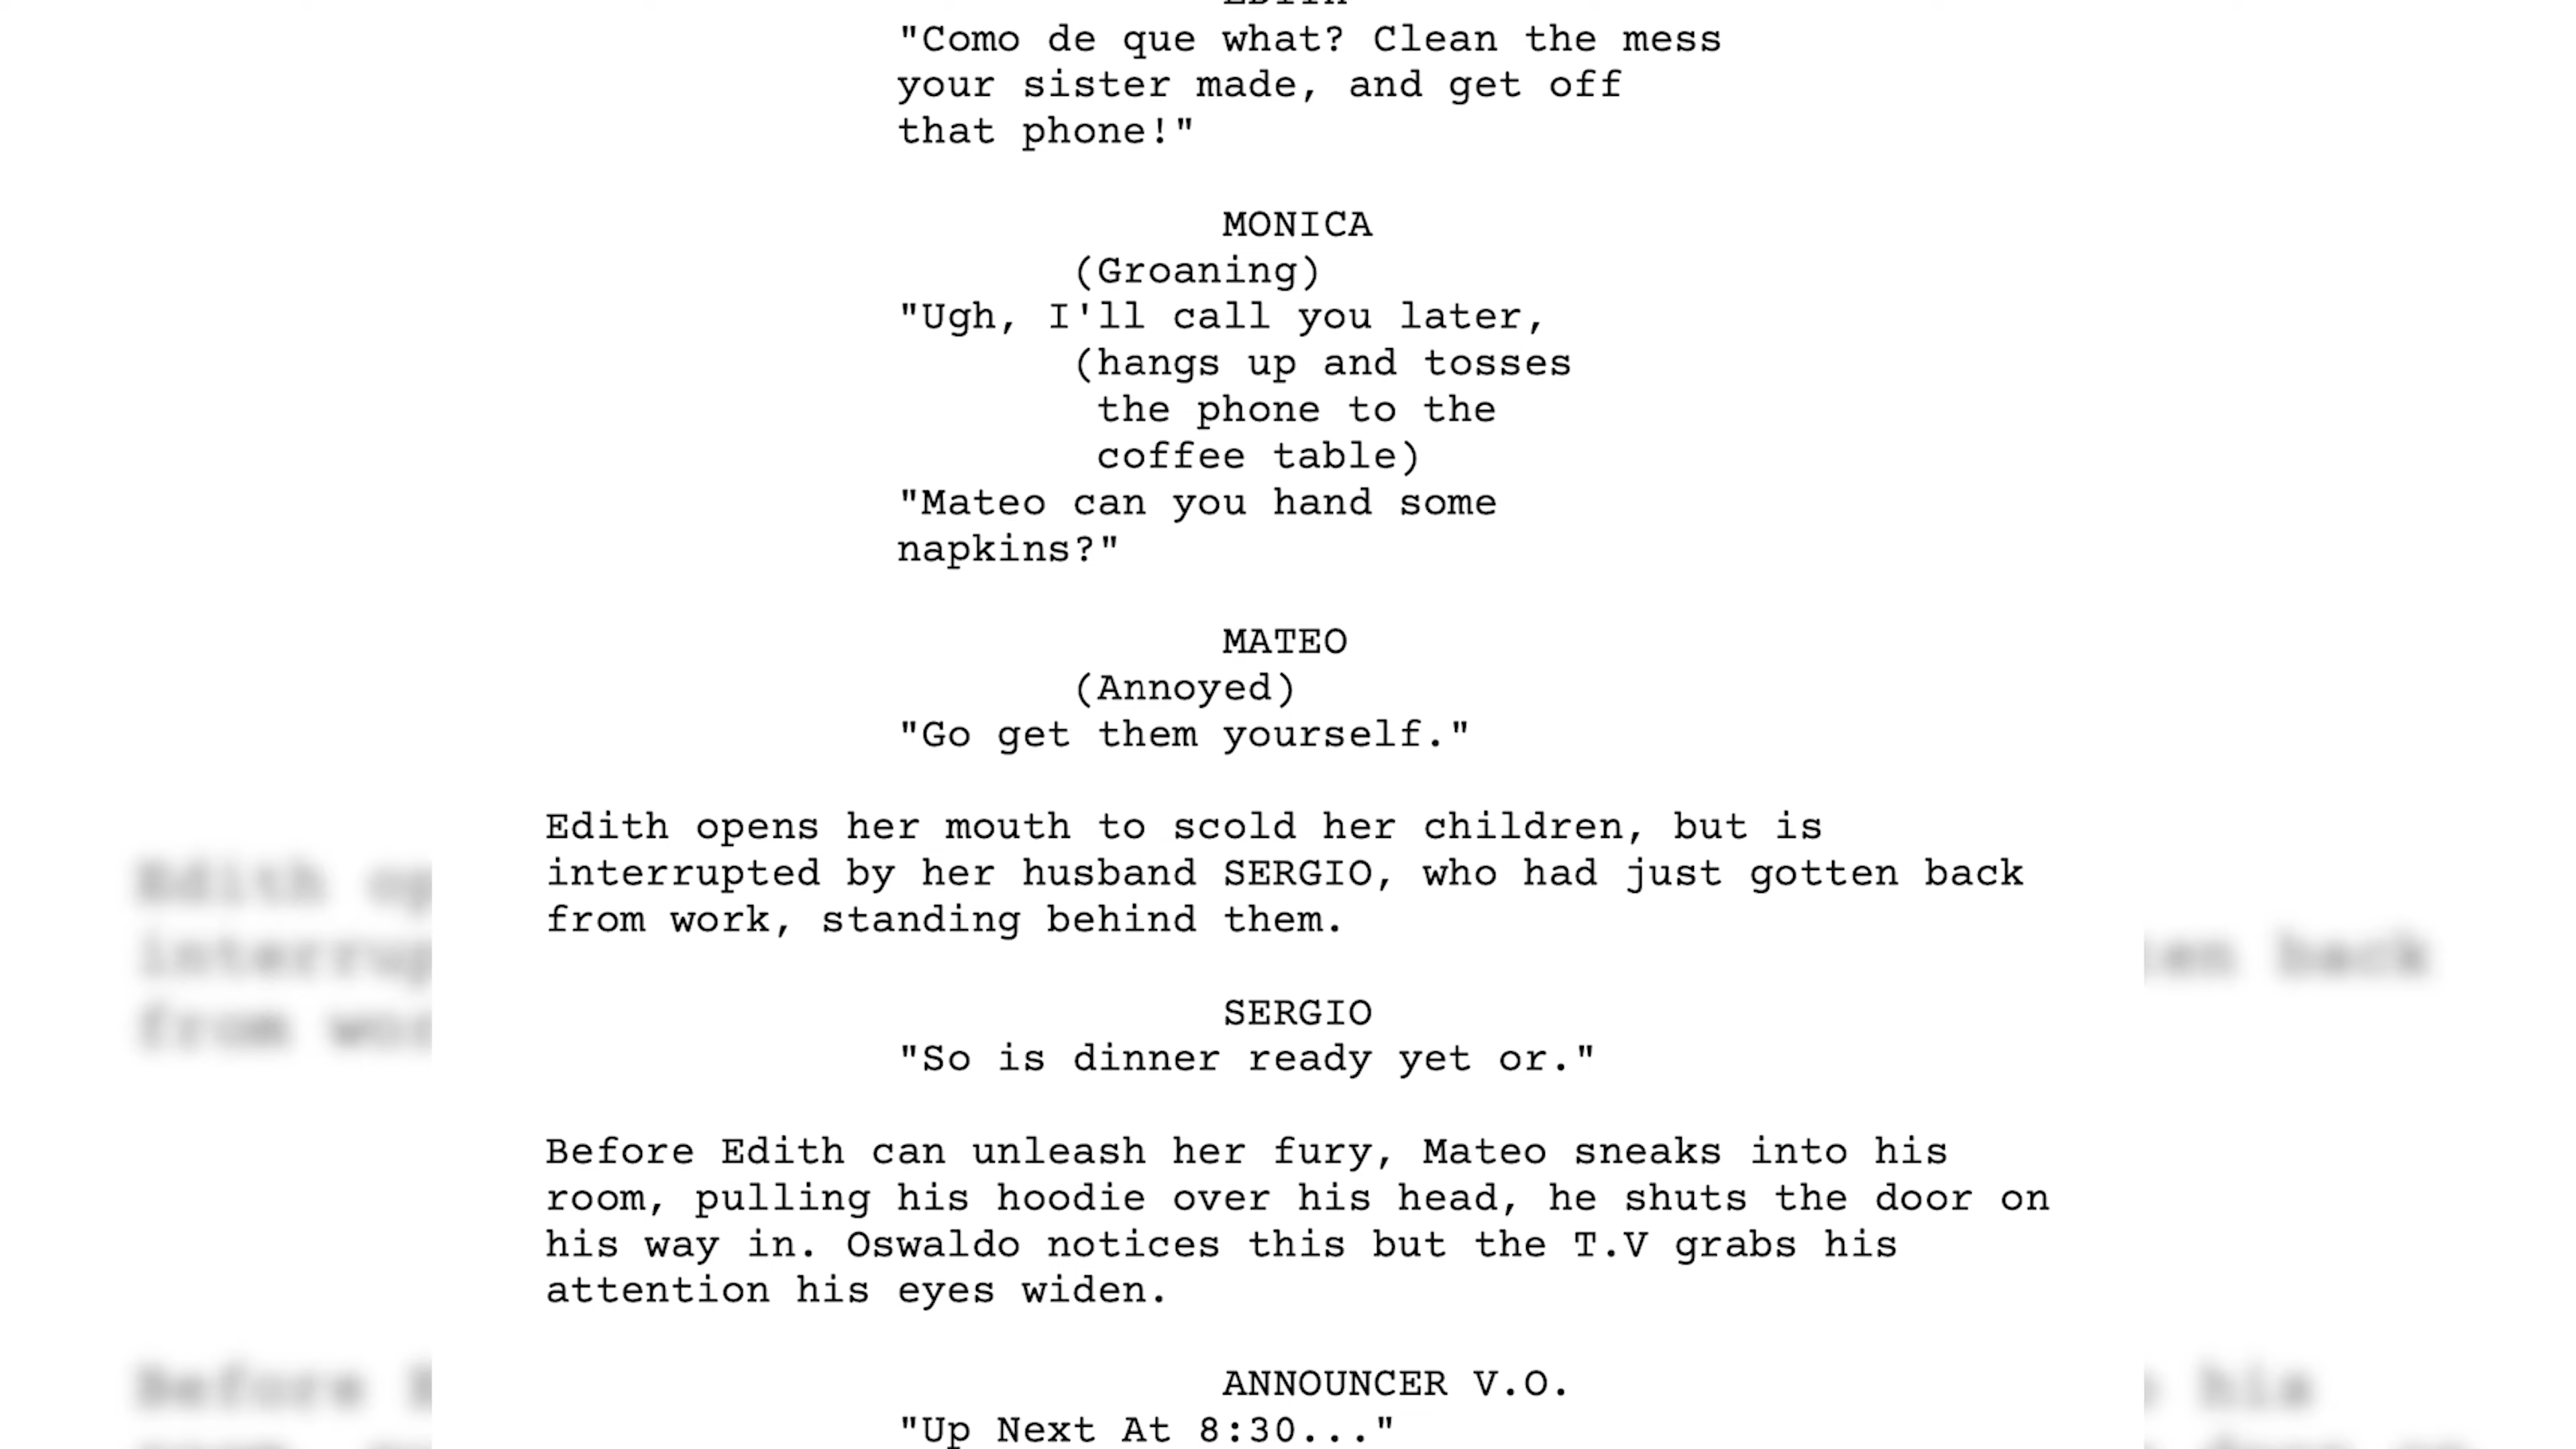 EDITH
"Como de que what? Clean the mess
your sister made, and get off
that phone!"
MONICA
(Groaning)
"Ugh, I'll call you later,
(hangs up and tosses
the phone to the
coffee table)
"Mateo can you hand some
napkins?"
MATEO
(Annoyed)
"Go get them yourself."
Edith opens her mouth to scold her children, but is
interrupted by her husband SERGIO, who had just gotten back
from work, standing behind them.
SERGIO
"So is dinner ready yet or."
Before Edith can unleash her fury, Mateo sneaks into his
room, pulling his hoodie over his head, he shuts the door on
his way in. Oswaldo notices this but the T.V grabs his
attention his eyes widen.
ANNOUNCER V.O.
"Up Next At 8:30..."